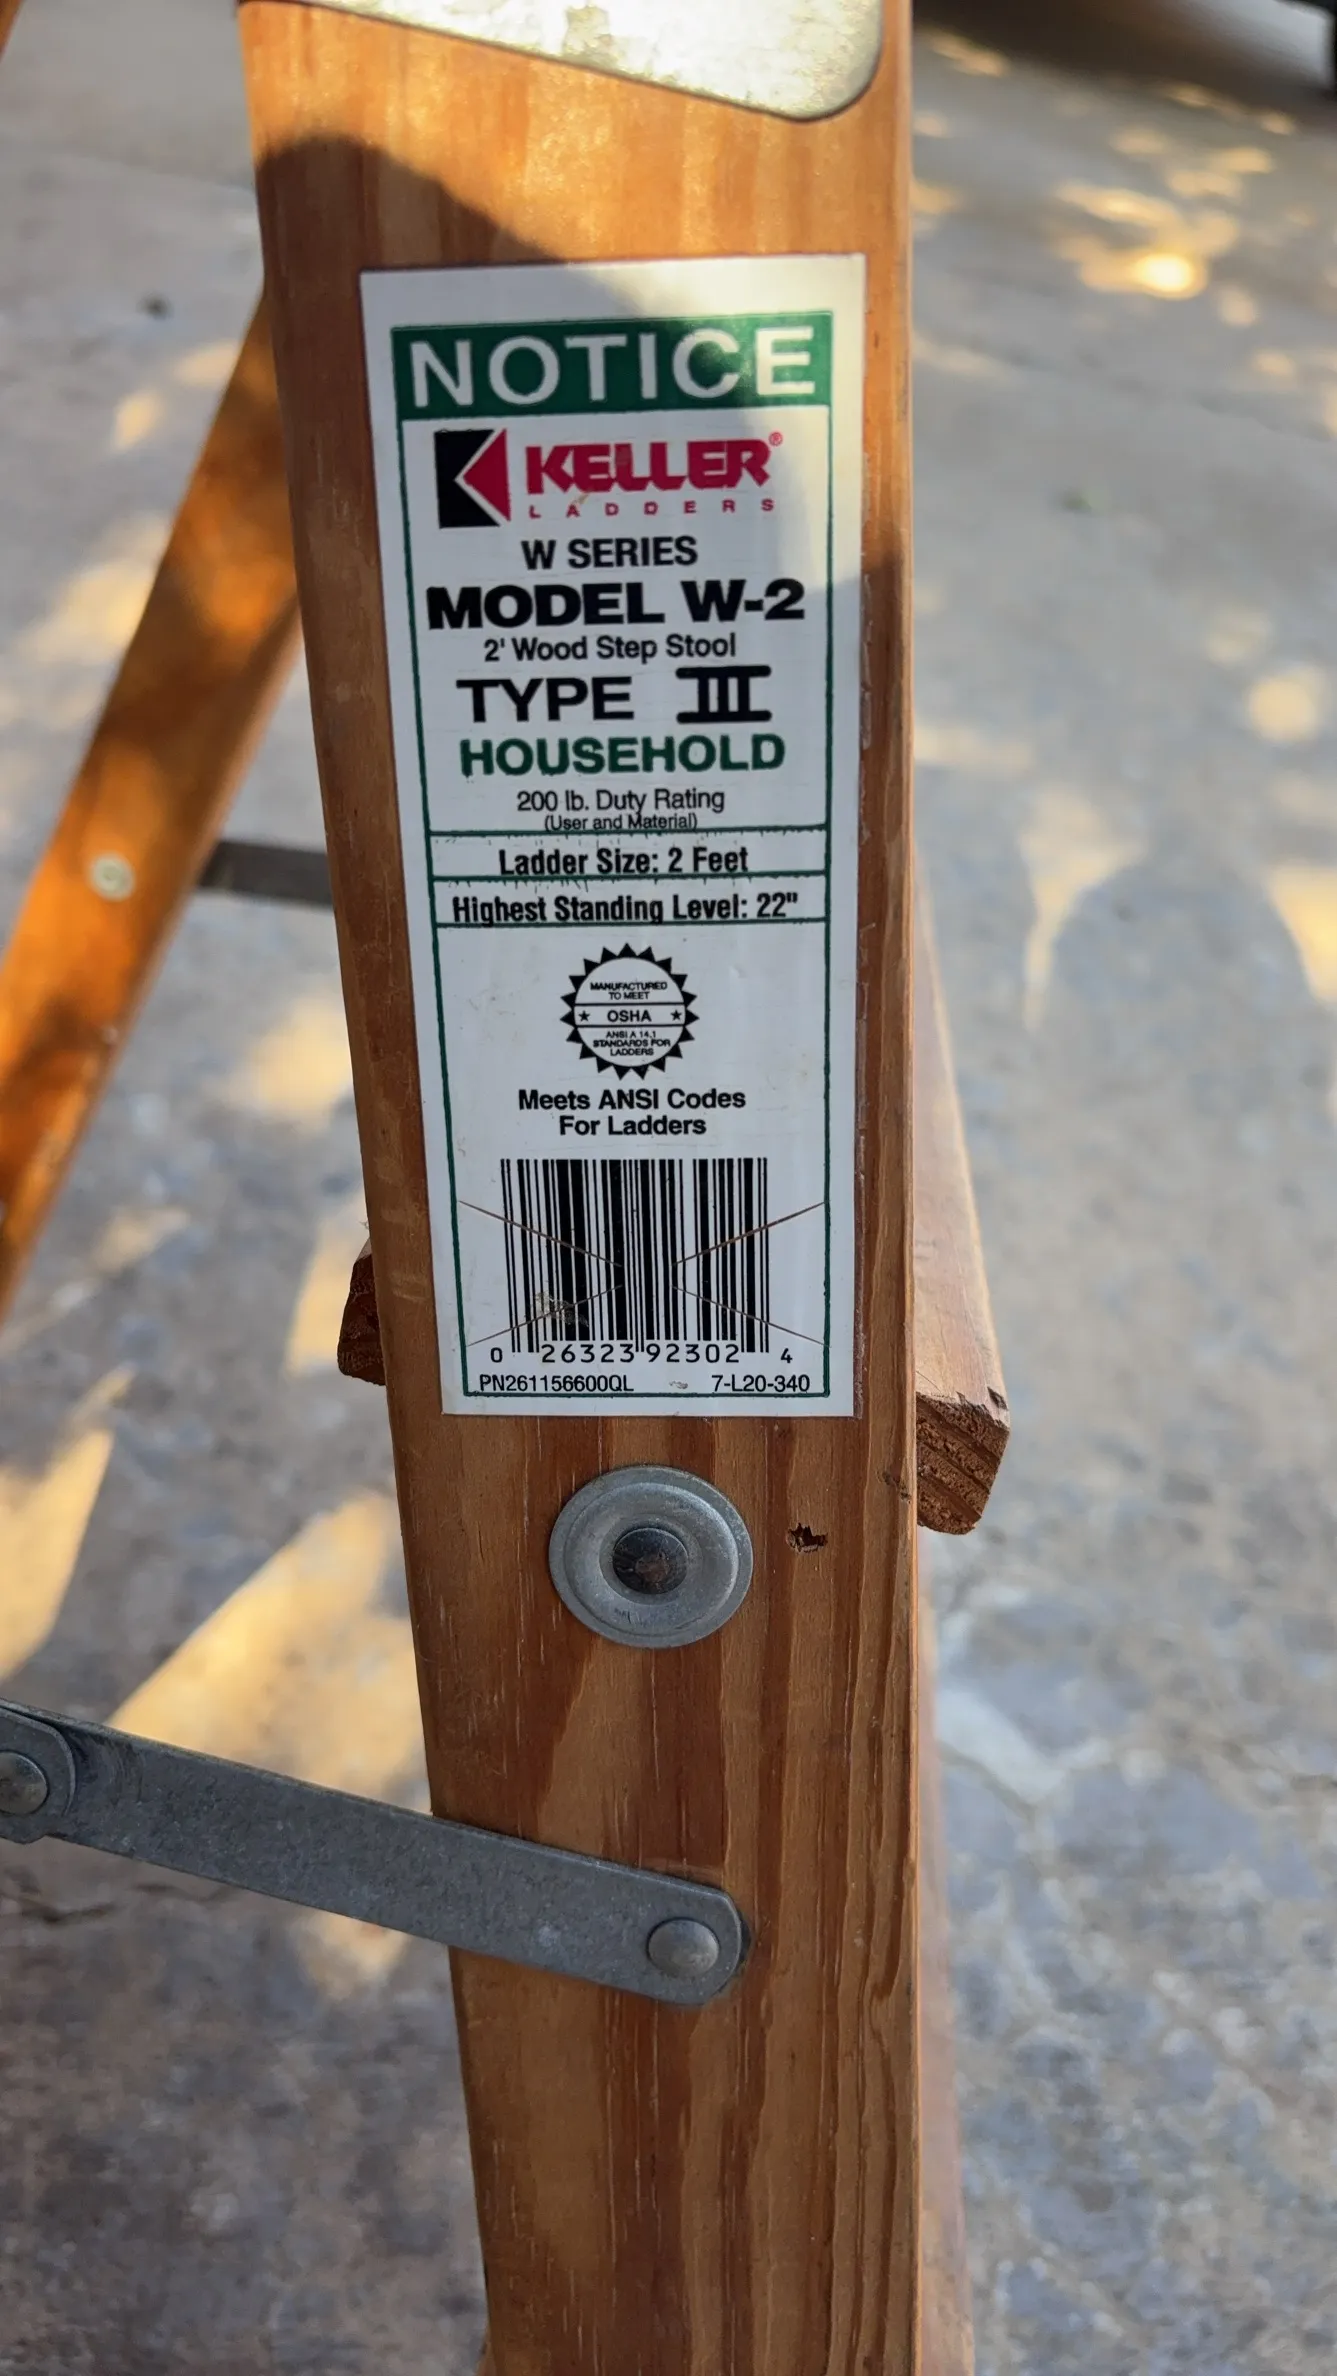 NOTICE
KELLER®
LADDERS
W SERIES
MODEL W-2
2' Wood Step Stool
TYPE III
HOUSEHOLD
200 lb. Duty Rating
(User and Material)
Ladder Size: 2 Feet
Highest Standing Level: 22"
MANUFACTURED
TO MEET
★ OSHA ★
ANSI A 14.1
STANDARDS FOR
LADDERS
Meets ANSI Codes
For Ladders
0 26323 92302 4
PN261156600QL 7-L20-340